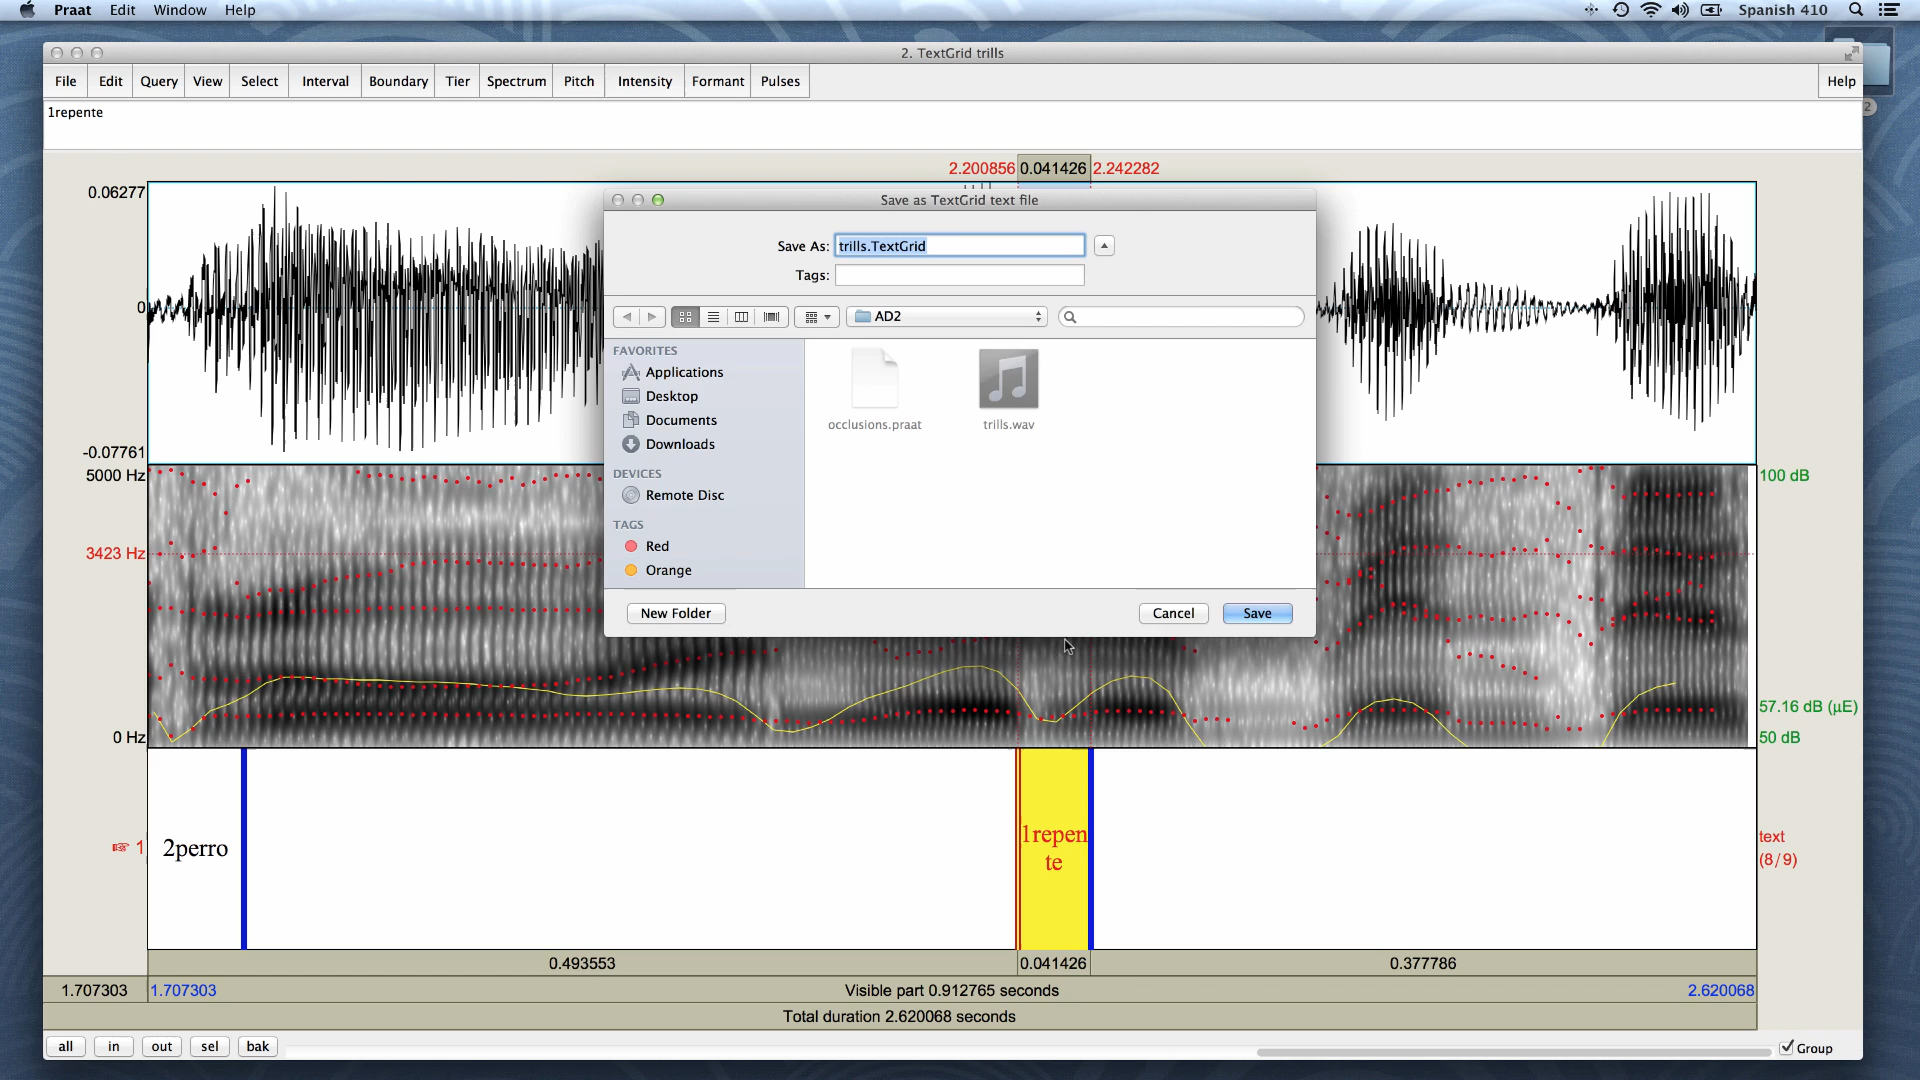 Praat Edit Window Help Spanish 410
2. TextGrid trills
File Edit Query View Select Interval Boundary Tier Spectrum Pitch Intensity Formant Pulses Help
2
1repente
2.200856 0.041426 2.242282
0.06277
0
-0.07761
Save as TextGrid text file
Save As: trills.TextGrid
Tags:
AD2
FAVORITES
Applications
Desktop
Documents
Downloads
DEVICES
Remote Disc
TAGS
Red
Orange
occlusions.praat
trills.wav
New Folder Cancel Save
5000 Hz
3423 Hz
0 Hz
100 dB
57.16 dB (µE)
50 dB
☞ 1
2perro
1repen
te
text
(8/9)
0.493553 0.041426 0.377786
1.707303 1.707303 Visible part 0.912765 seconds 2.620068
Total duration 2.620068 seconds
all in out sel bak Group